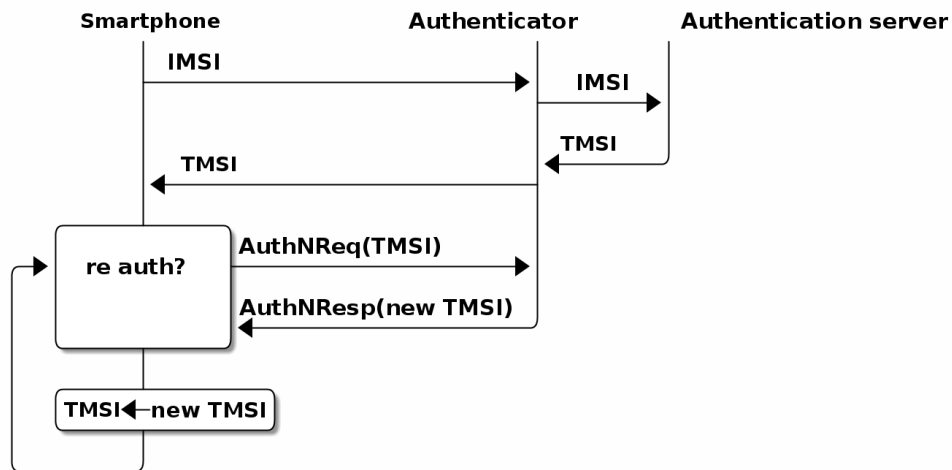 Smartphone
Authenticator
Authentication server
IMSI
IMSI
TMSI
TMSI
AuthNReq(TMSI)
re auth?
AuthNResp(new TMSI)
TMSI new TMSI